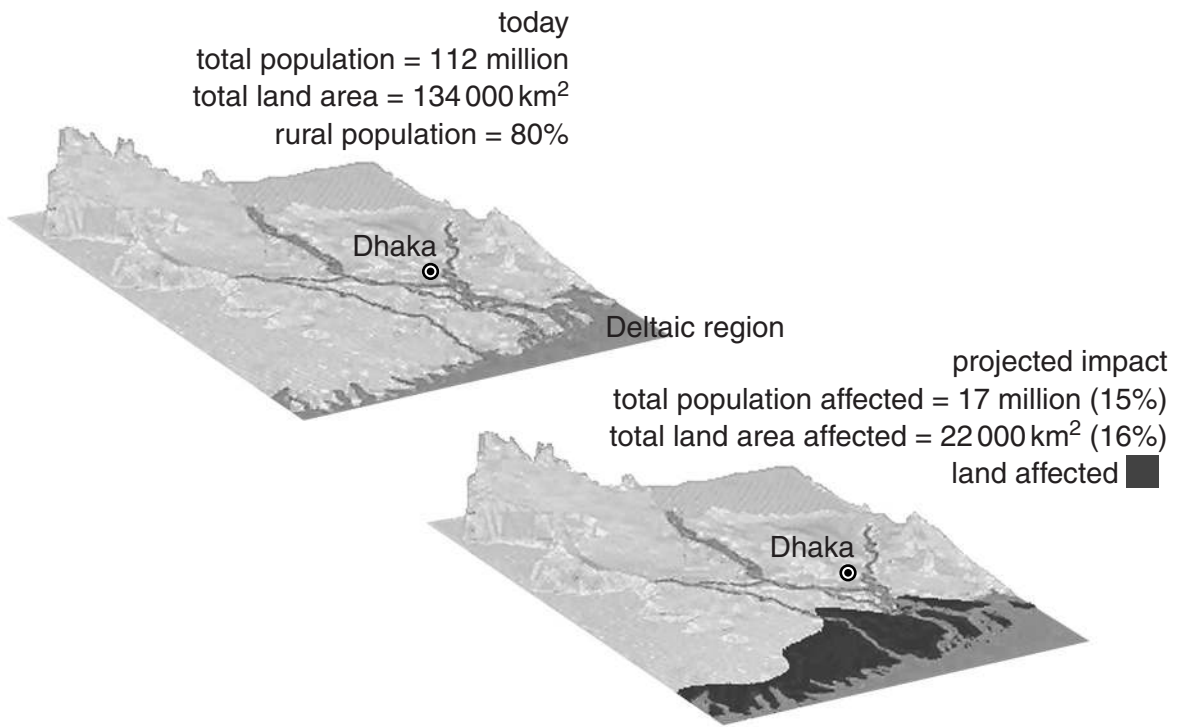 today
total population = 112 million
total land area = 134 000 km²
rural population = 80%
Dhaka
Deltaic region
projected impact
total population affected = 17 million (15%)
total land area affected = 22 000 km² (16%)
land affected
Dhaka